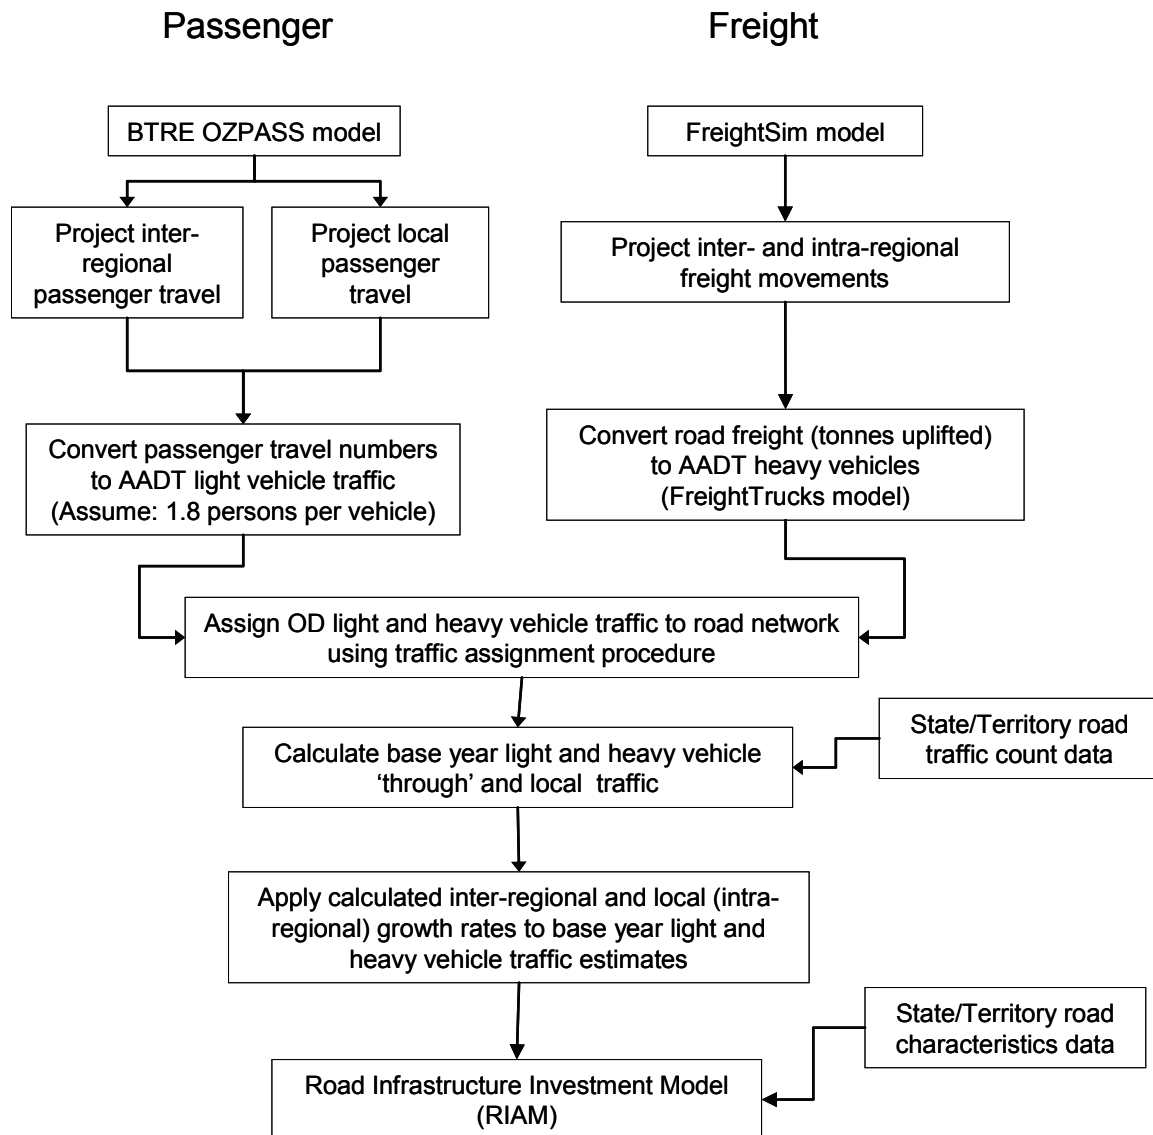 Passenger
Freight
BTRE OZPASS model
FreightSim model
Project inter-
regional
passenger travel
Project local
passenger
travel
Project inter- and intra-regional
freight movements
Convert passenger travel numbers
to AADT light vehicle traffic
(Assume: 1.8 persons per vehicle)
Convert road freight (tonnes uplifted)
to AADT heavy vehicles
(FreightTrucks model)
Assign OD light and heavy vehicle traffic to road network
using traffic assignment procedure
State/Territory road
traffic count data
Calculate base year light and heavy vehicle
‘through’ and local  traffic
Apply calculated inter-regional and local (intra-
regional) growth rates to base year light and
heavy vehicle traffic estimates
State/Territory road
characteristics data
Road Infrastructure Investment Model
(RIAM)